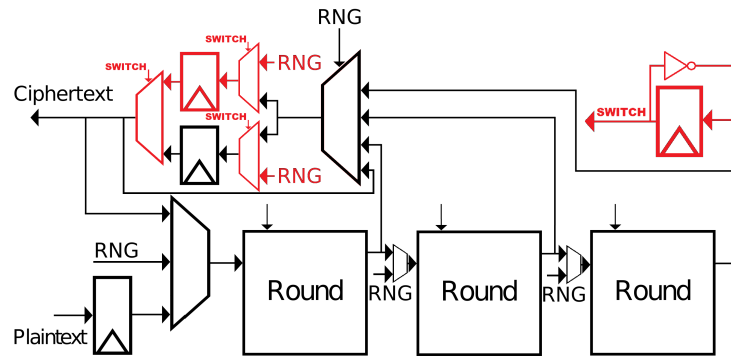 RNG
SWITCH
RNG
SWITCH
Ciphertext
SWITCH
SWITCH
RNG
RNG
Round
Round
Round
RNG
RNG
Plaintext